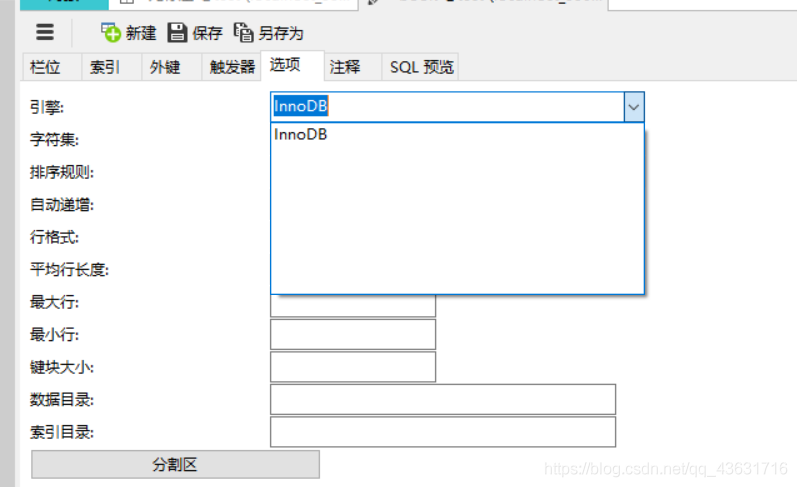 新建 保存 另存为
栏位 索引 外键 触发器 选项 注释 SQL 预览
引擎: InnoDB
字符集: InnoDB
排序规则:
自动递增:
行格式:
平均行长度:
最大行:
最小行:
键块大小:
数据目录:
索引目录:
分割区
https://blog.csdn.net/qq_43631716